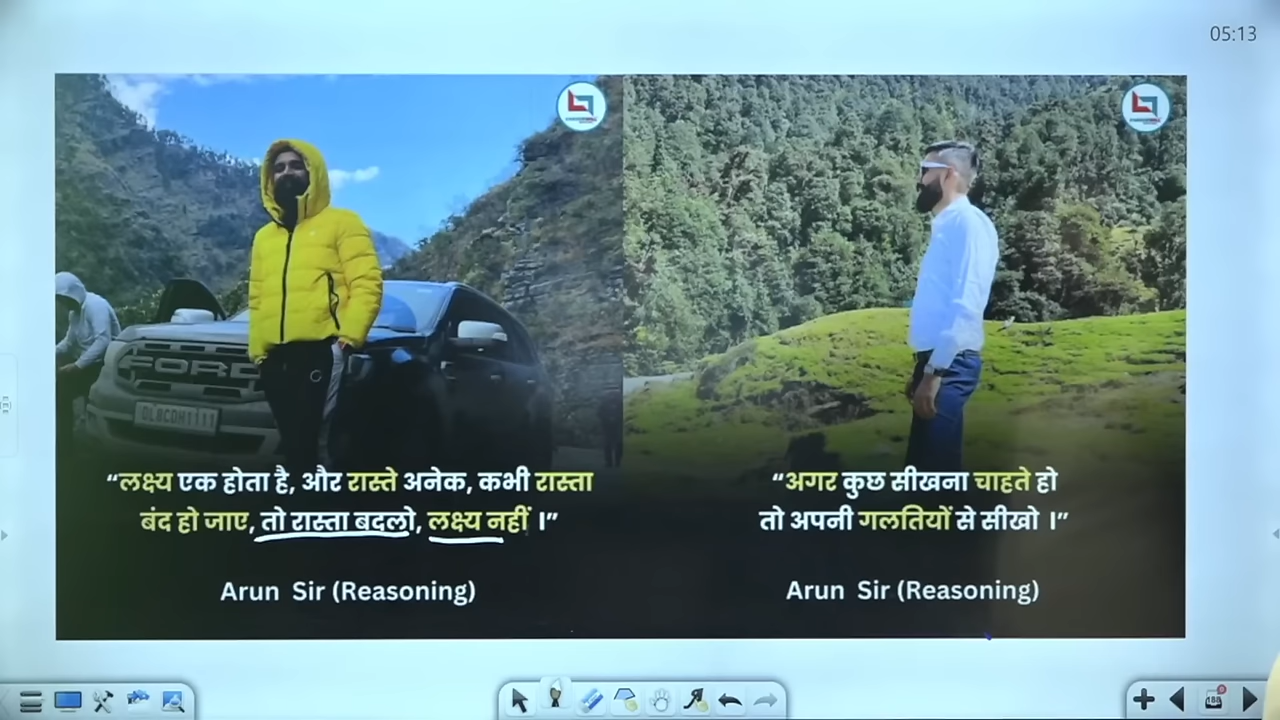 05:13
FORD
DL8CDH1111
“लक्ष्य एक होता है, और रास्ते अनेक, कभी रास्ता
बंद हो जाए, तो रास्ता बदलो, लक्ष्य नहीं ।”
Arun Sir (Reasoning)
“अगर कुछ सीखना चाहते हो
तो अपनी गलतियों से सीखो ।”
Arun Sir (Reasoning)
188